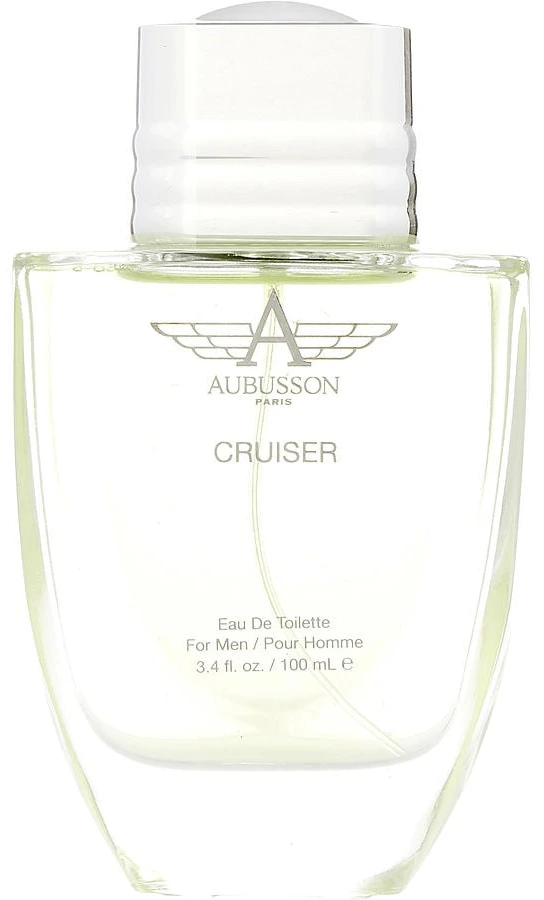 A
AUBUSSON
PARIS
CRUISER
Eau De Toilette
For Men / Pour Homme
3.4 fl. oz. / 100 mL ℮